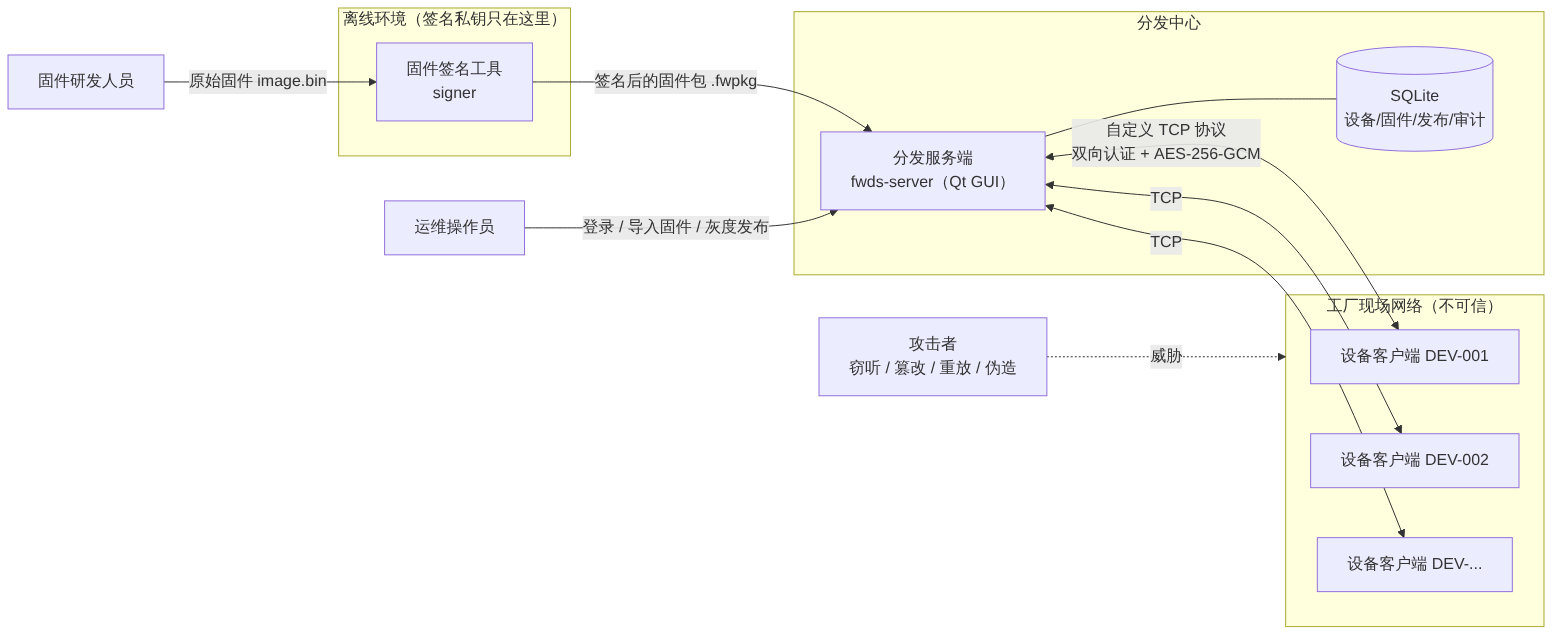 固件研发人员
原始固件 image.bin
离线环境（签名私钥只在这里）
固件签名工具
signer
签名后的固件包 .fwpkg
运维操作员
登录 / 导入固件 / 灰度发布
分发中心
分发服务端
fwds-server（Qt GUI）
SQLite
设备/固件/发布/审计
自定义 TCP 协议
双向认证 + AES-256-GCM
TCP
TCP
攻击者
窃听 / 篡改 / 重放 / 伪造
威胁
工厂现场网络（不可信）
设备客户端 DEV-001
设备客户端 DEV-002
设备客户端 DEV-...